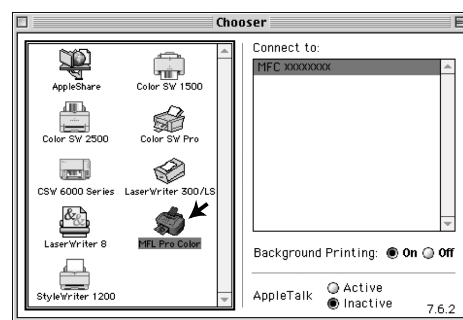 Chooser
AppleShare
Color SW 1500
Color SW 2500
Color SW Pro
CSW 6000 Series
LaserWriter 300/LS
LaserWriter 8
MFL Pro Color
StyleWriter 1200
Connect to:
MFC XXXXXXXX
Background Printing: On Off
AppleTalk Active
Inactive
7.6.2